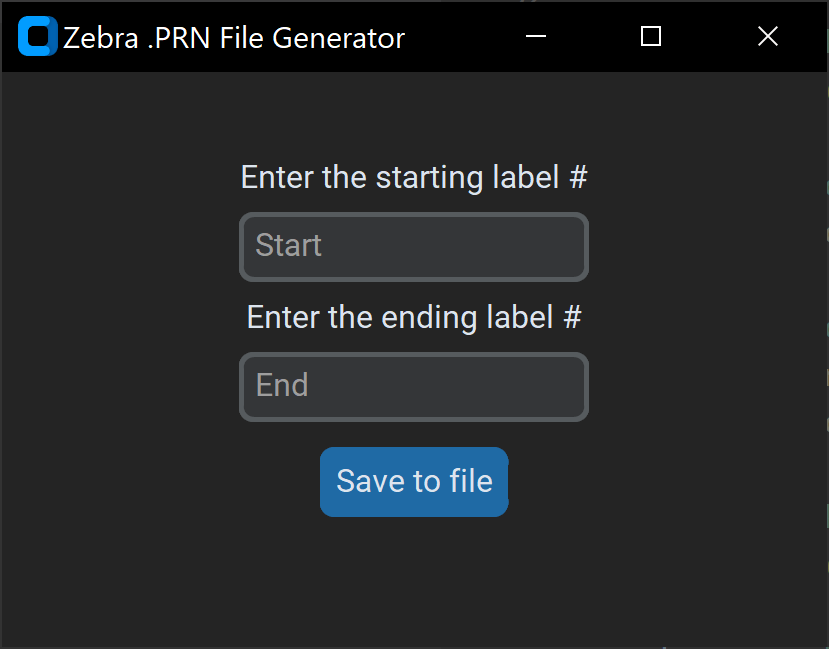 Zebra .PRN File Generator
Enter the starting label #
Start
Enter the ending label #
End
Save to file